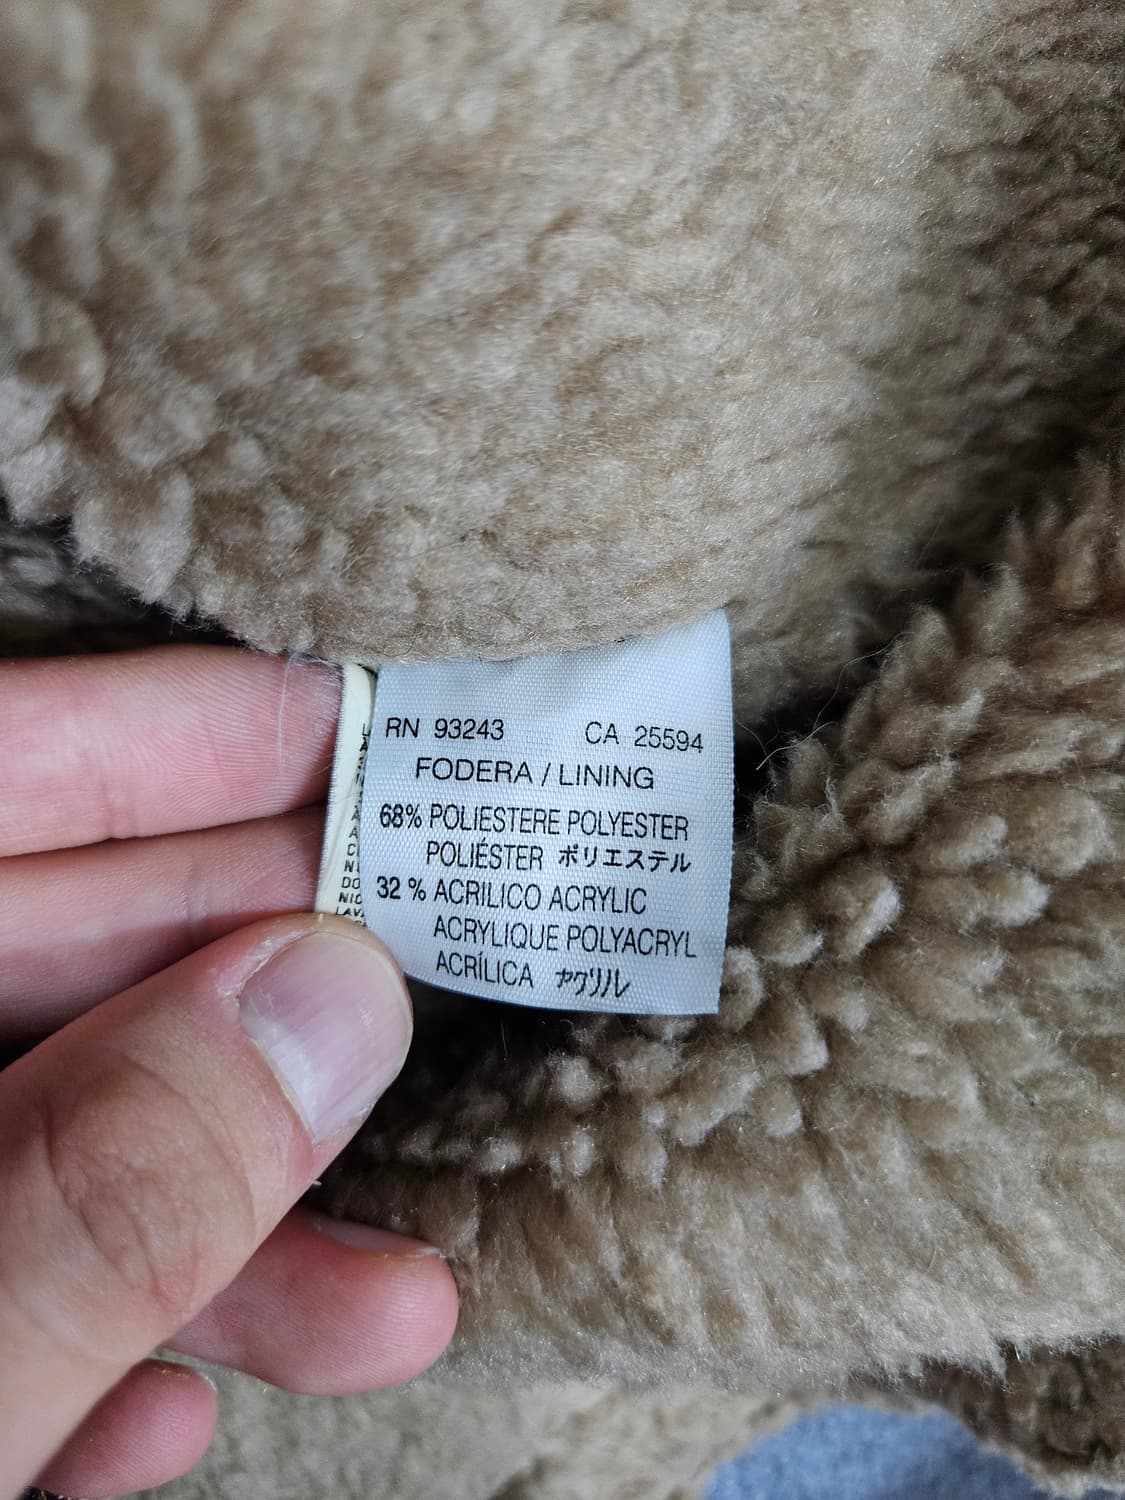 RN 93243 CA 25594
FODERA / LINING
68% POLIESTERE POLYESTER
POLIÉSTER ポリエステル
32 % ACRILICO ACRYLIC
ACRYLIQUE POLYACRYL
ACRÍLICA ヤクリル